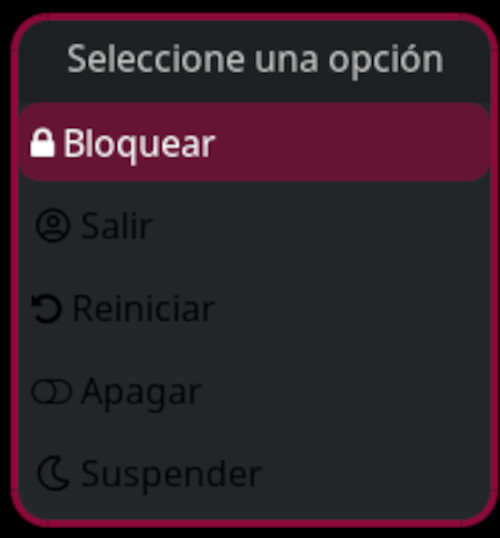 Seleccione una opción
Bloquear
Salir
Reiniciar
Apagar
Suspender